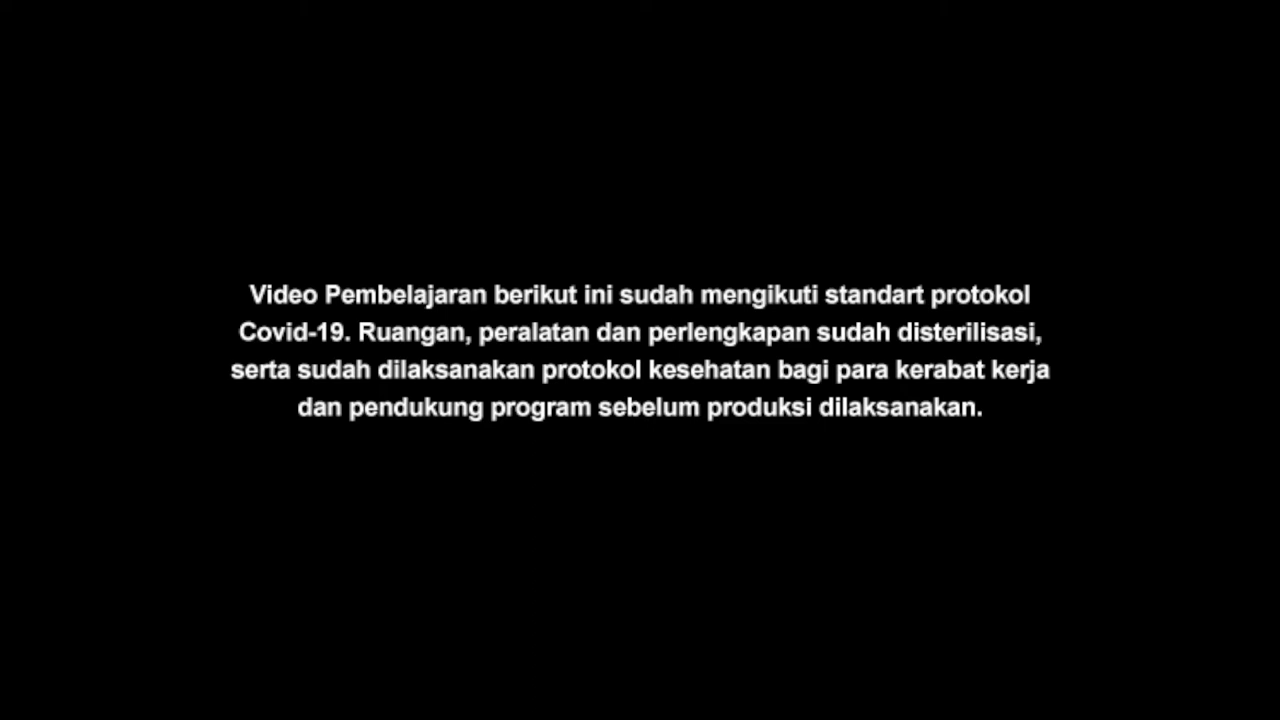 Video Pembelajaran berikut ini sudah mengikuti standart protokol
Covid-19. Ruangan, peralatan dan perlengkapan sudah disterilisasi,
serta sudah dilaksanakan protokol kesehatan bagi para kerabat kerja
dan pendukung program sebelum produksi dilaksanakan.